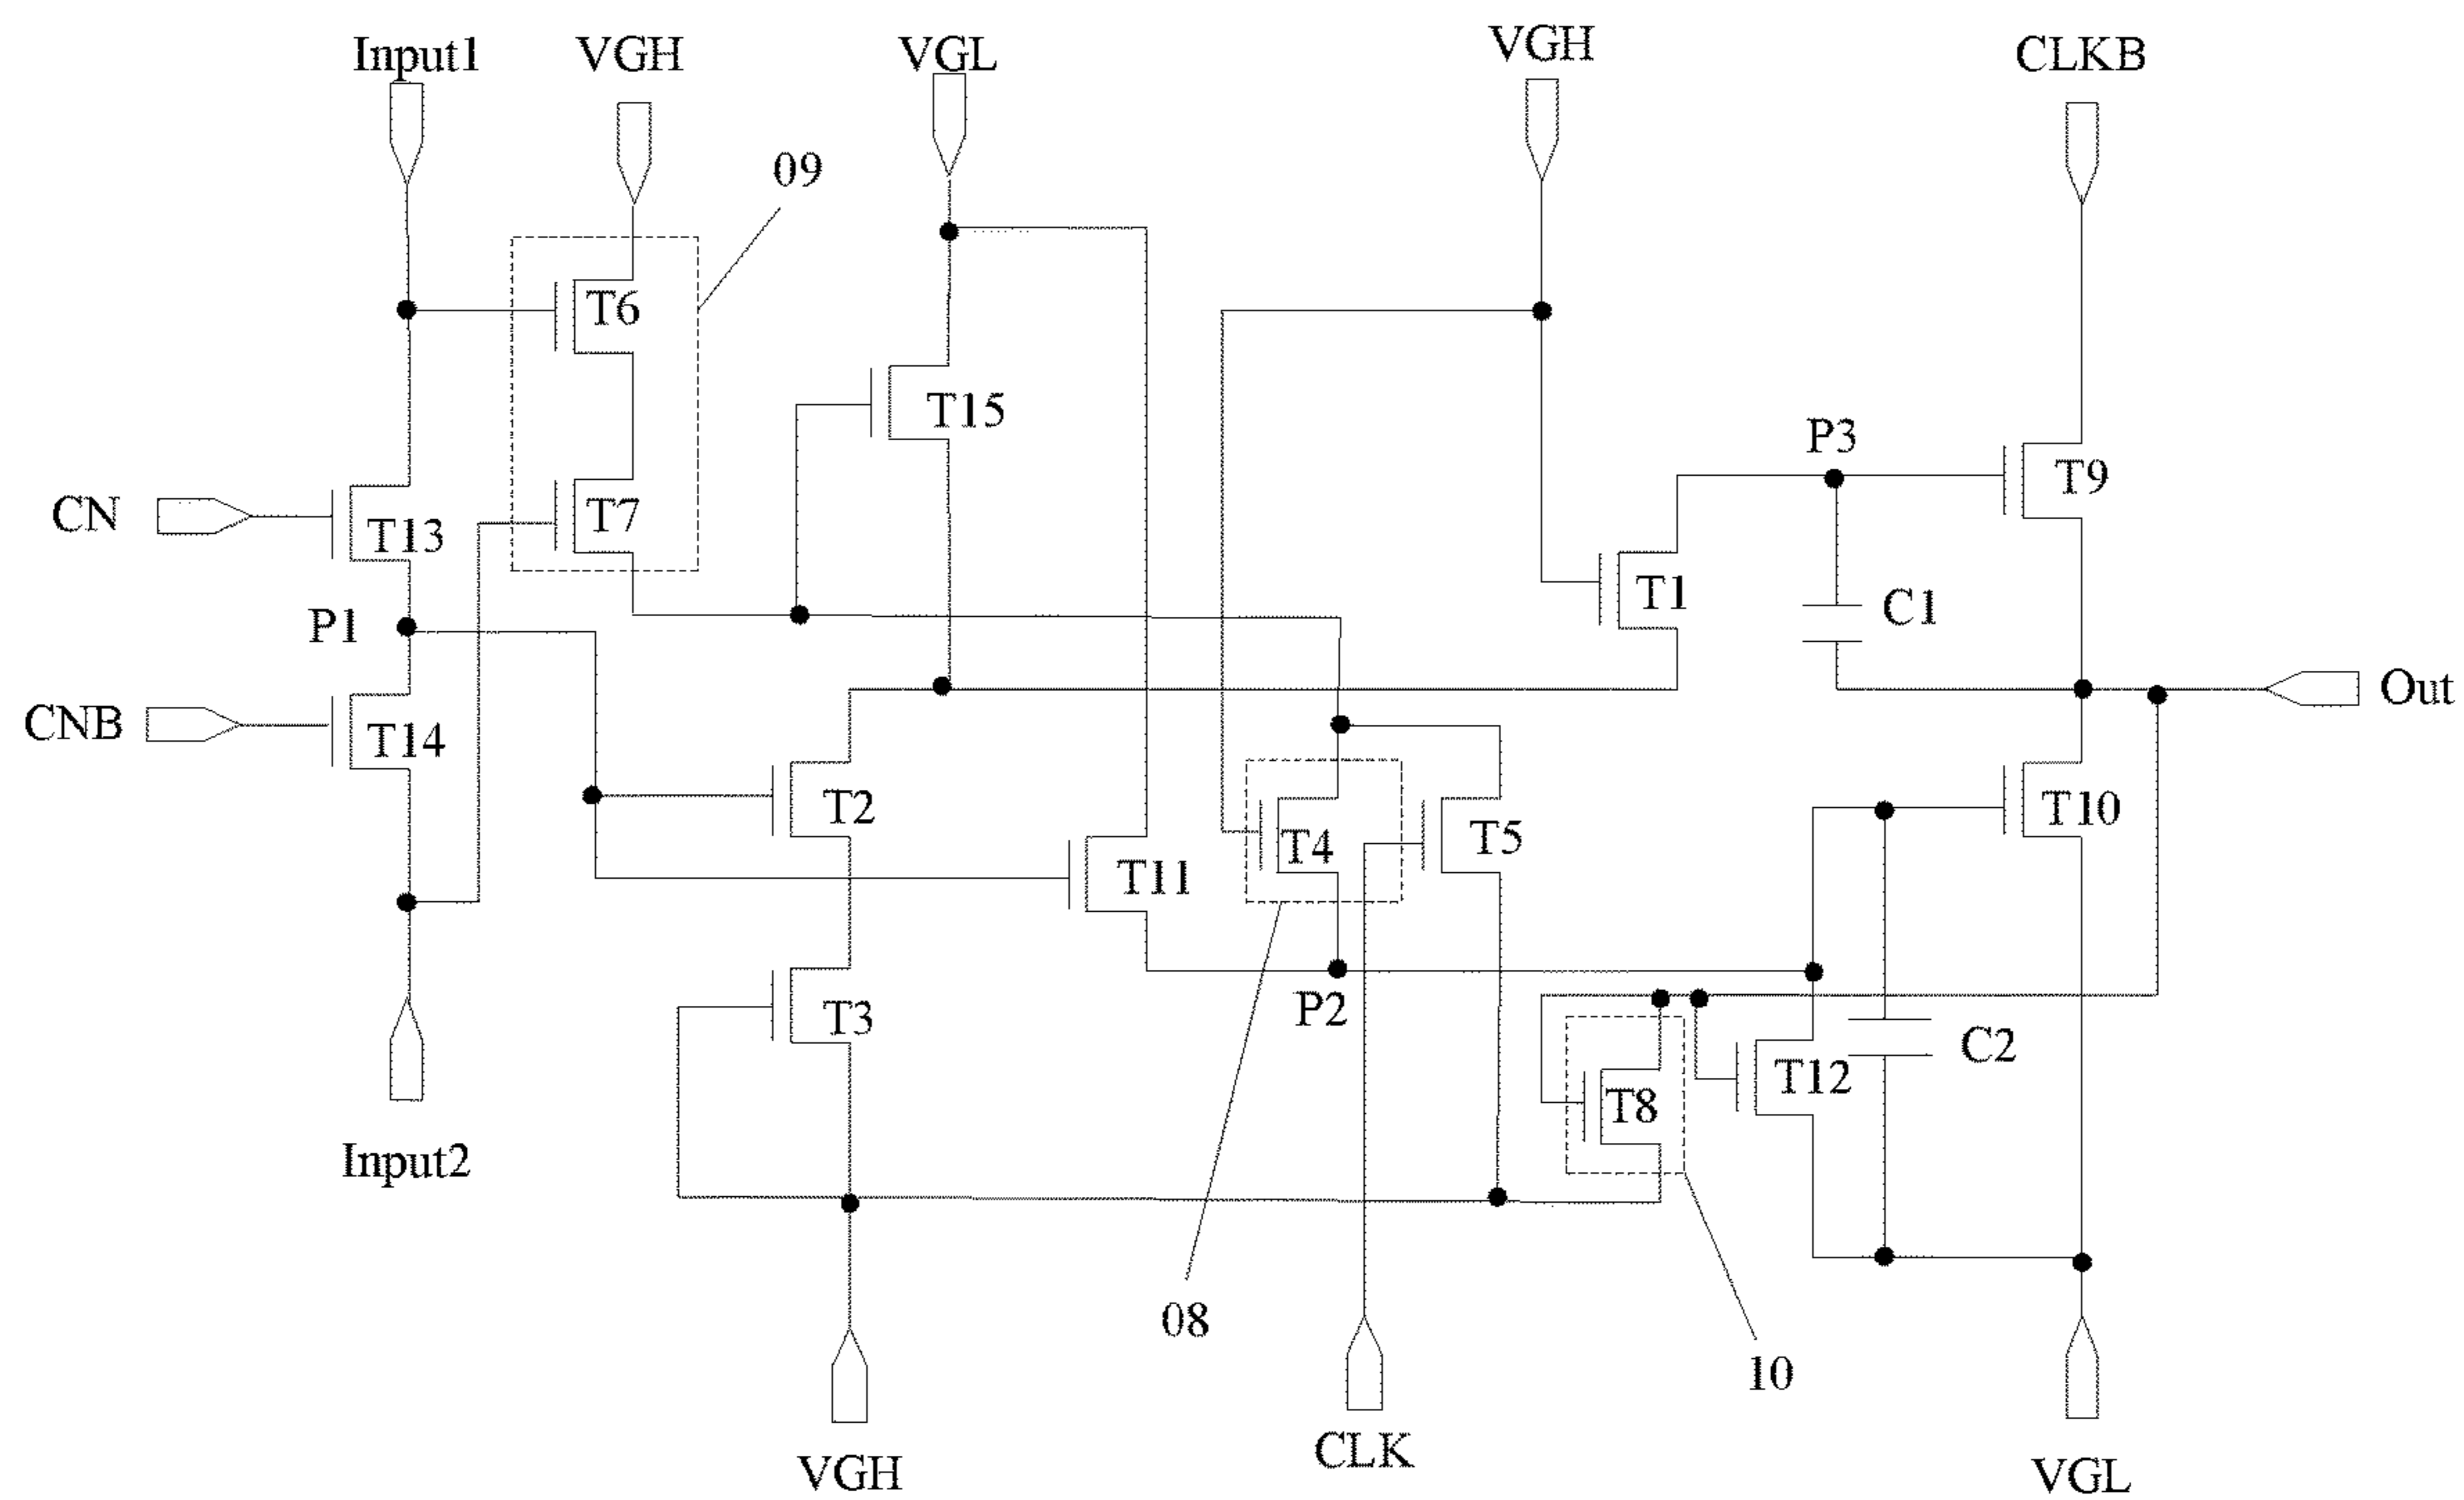 Input1
VGH
VGL
VGH
CLKB
09
T6
T15
P3
T9
CN
T13
T7
T1
C1
P1
Out
CNB
T14
T2
T4
T5
T10
T11
T3
P2
C2
T8
T12
Input2
08
10
VGH
CLK
VGL